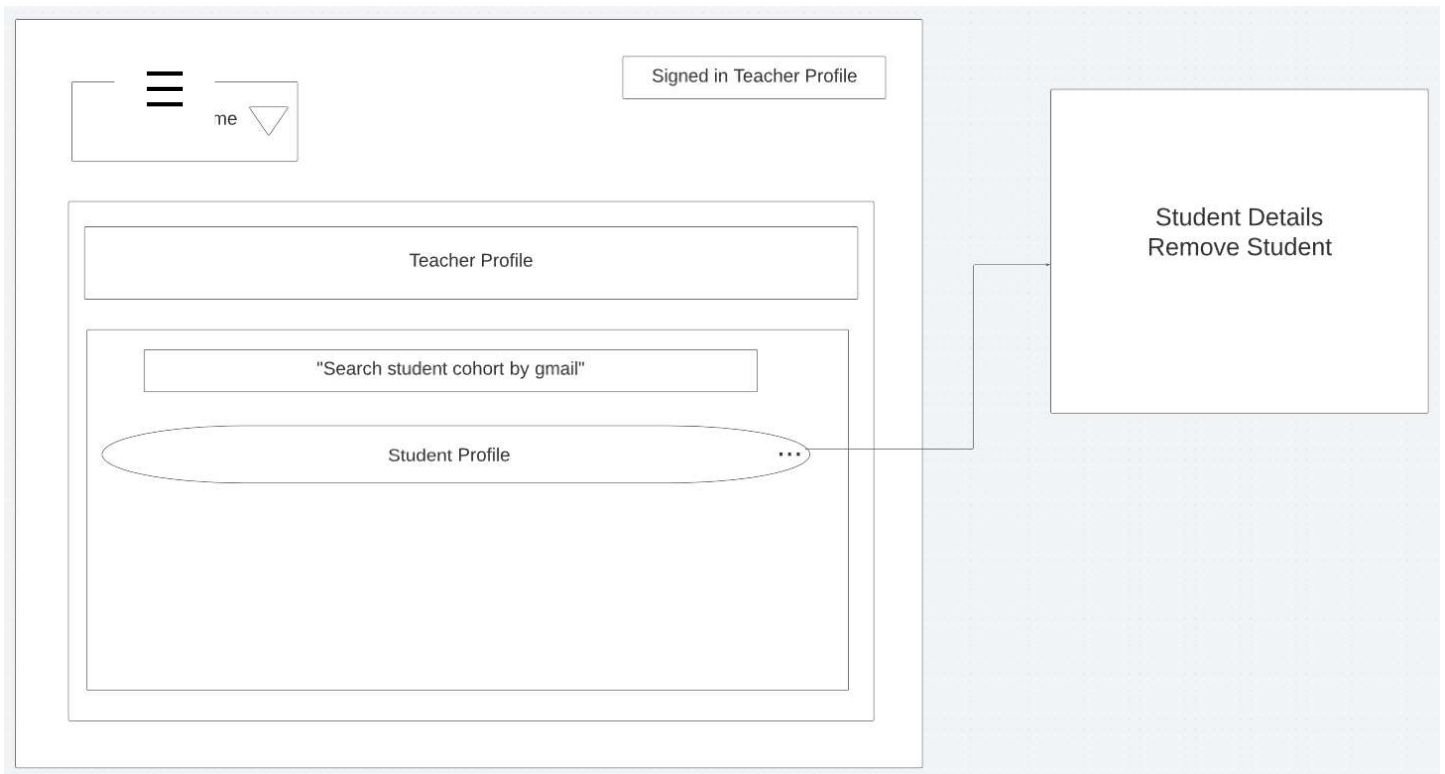 Signed in Teacher Profile
me
Teacher Profile
"Search student cohort by gmail"
Student Profile ...
Student Details
Remove Student